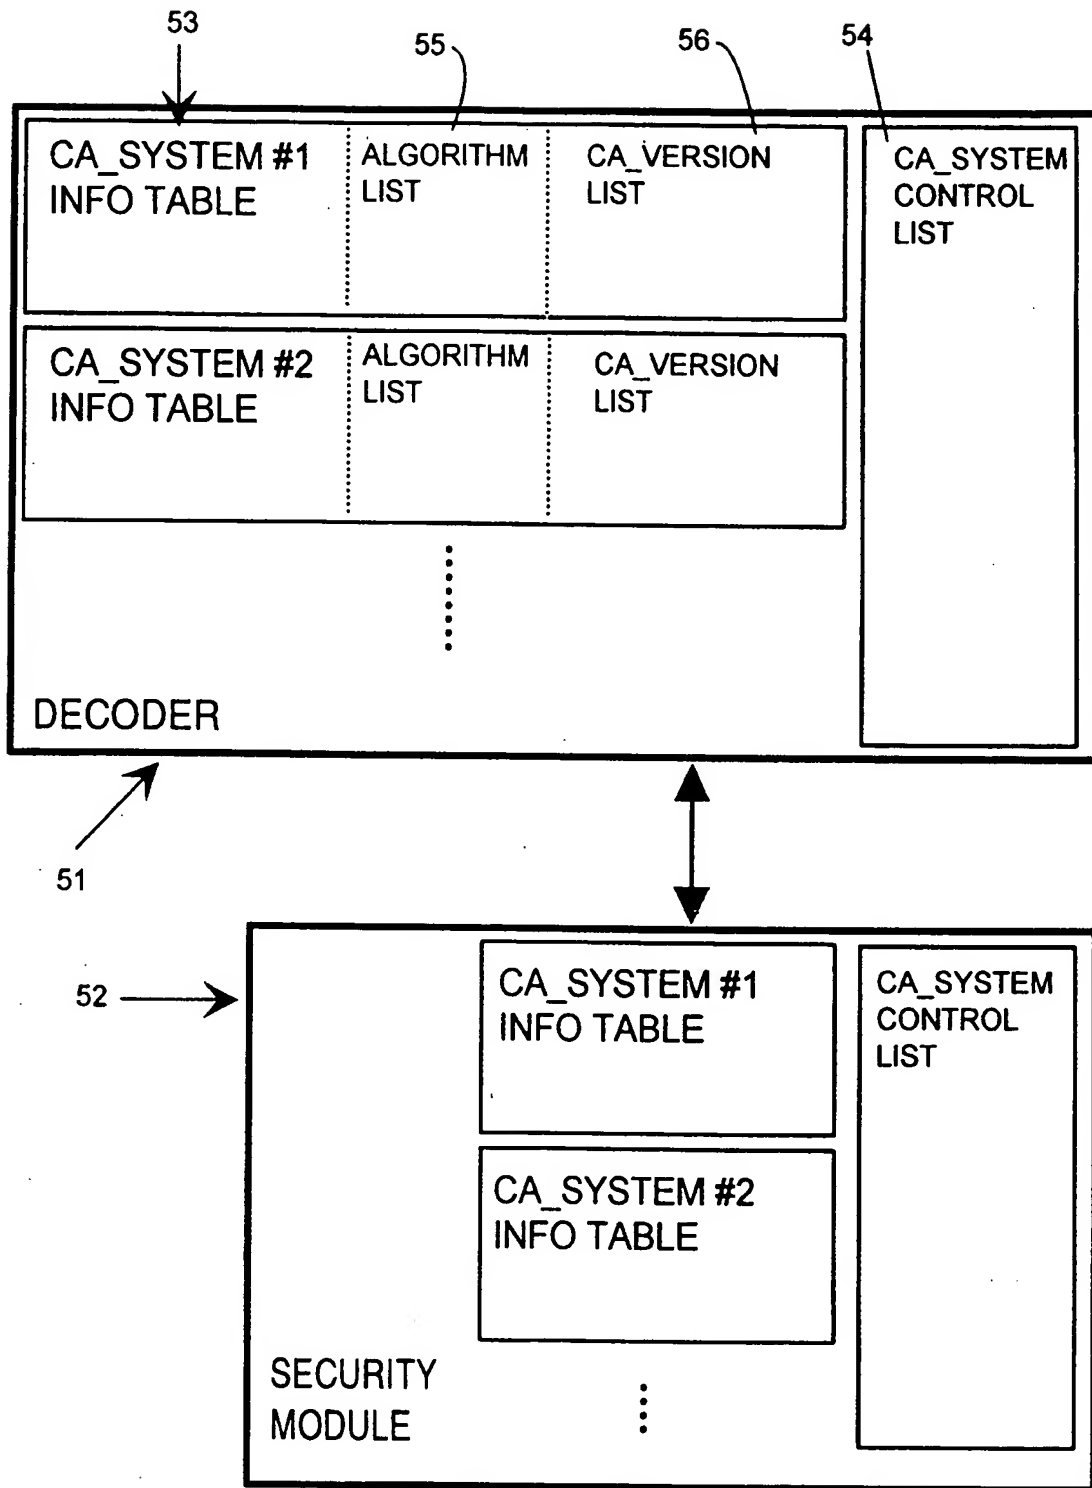 53
55
56
54
CA_SYSTEM #1
INFO TABLE
ALGORITHM
LIST
CA_VERSION
LIST
CA_SYSTEM
CONTROL
LIST
CA_SYSTEM #2
INFO TABLE
ALGORITHM
LIST
CA_VERSION
LIST
DECODER
51
52
CA_SYSTEM #1
INFO TABLE
CA_SYSTEM
CONTROL
LIST
CA_SYSTEM #2
INFO TABLE
SECURITY
MODULE